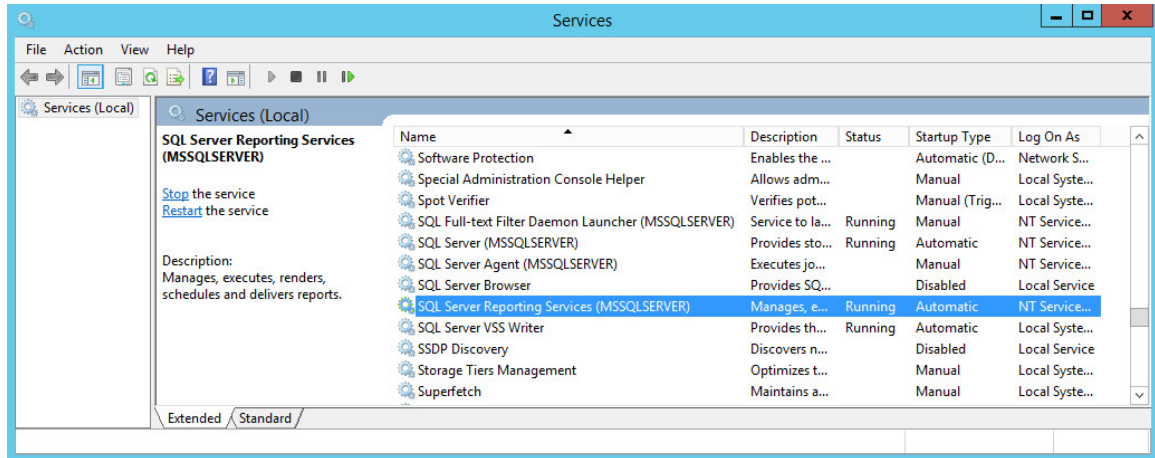 Services
File Action View Help
Services (Local)
Services (Local)
SQL Server Reporting Services
(MSSQLSERVER)
Stop the service
Restart the service
Description:
Manages, executes, renders,
schedules and delivers reports.
Name Description Status Startup Type Log On As
Software Protection Enables the ... Automatic (D... Network S...
Special Administration Console Helper Allows adm... Manual Local Syste...
Spot Verifier Verifies pot... Manual (Trig... Local Syste...
SQL Full-text Filter Daemon Launcher (MSSQLSERVER) Service to la... Running Manual NT Service...
SQL Server (MSSQLSERVER) Provides sto... Running Automatic NT Service...
SQL Server Agent (MSSQLSERVER) Executes jo... Manual NT Service...
SQL Server Browser Provides SQ... Disabled Local Service
SQL Server Reporting Services (MSSQLSERVER) Manages, e... Running Automatic NT Service...
SQL Server VSS Writer Provides th... Running Automatic Local Syste...
SSDP Discovery Discovers n... Disabled Local Service
Storage Tiers Management Optimizes t... Manual Local Syste...
Superfetch Maintains a... Manual Local Syste...
Extended Standard